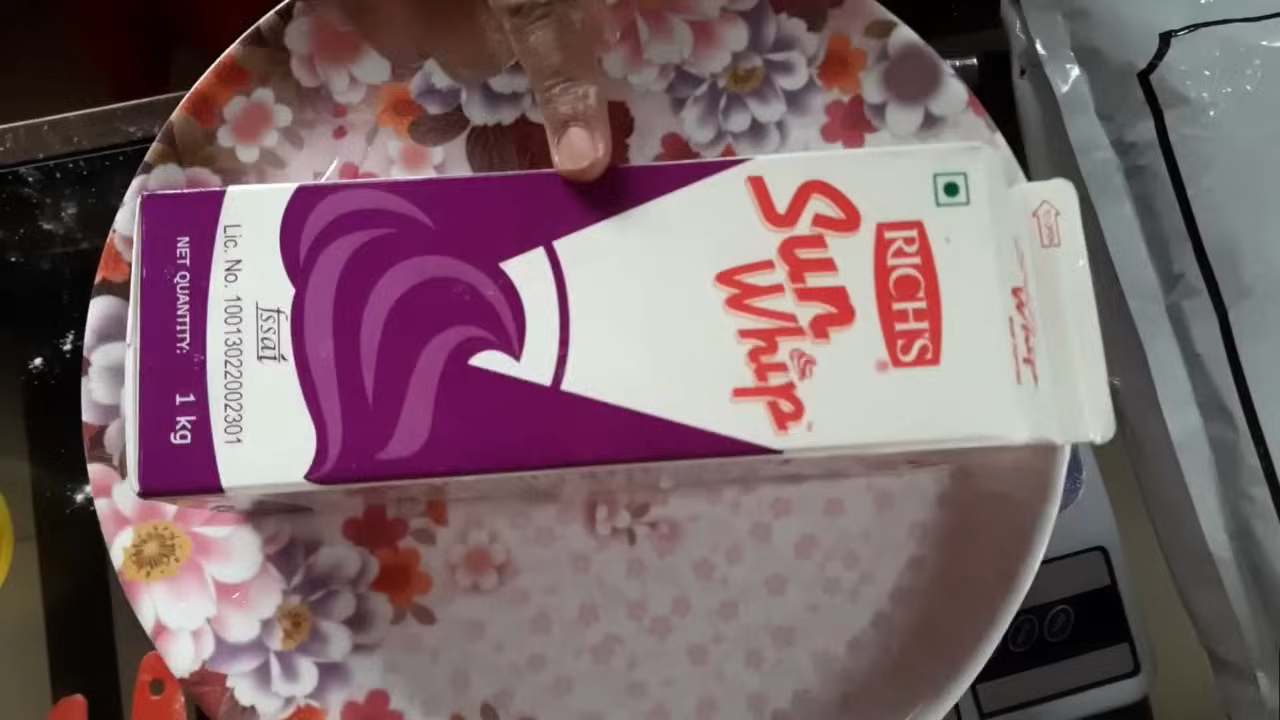 RICH'S®
Sun
Whip
fssai
Lic. No. 10013022002301
NET QUANTITY: 1 kg